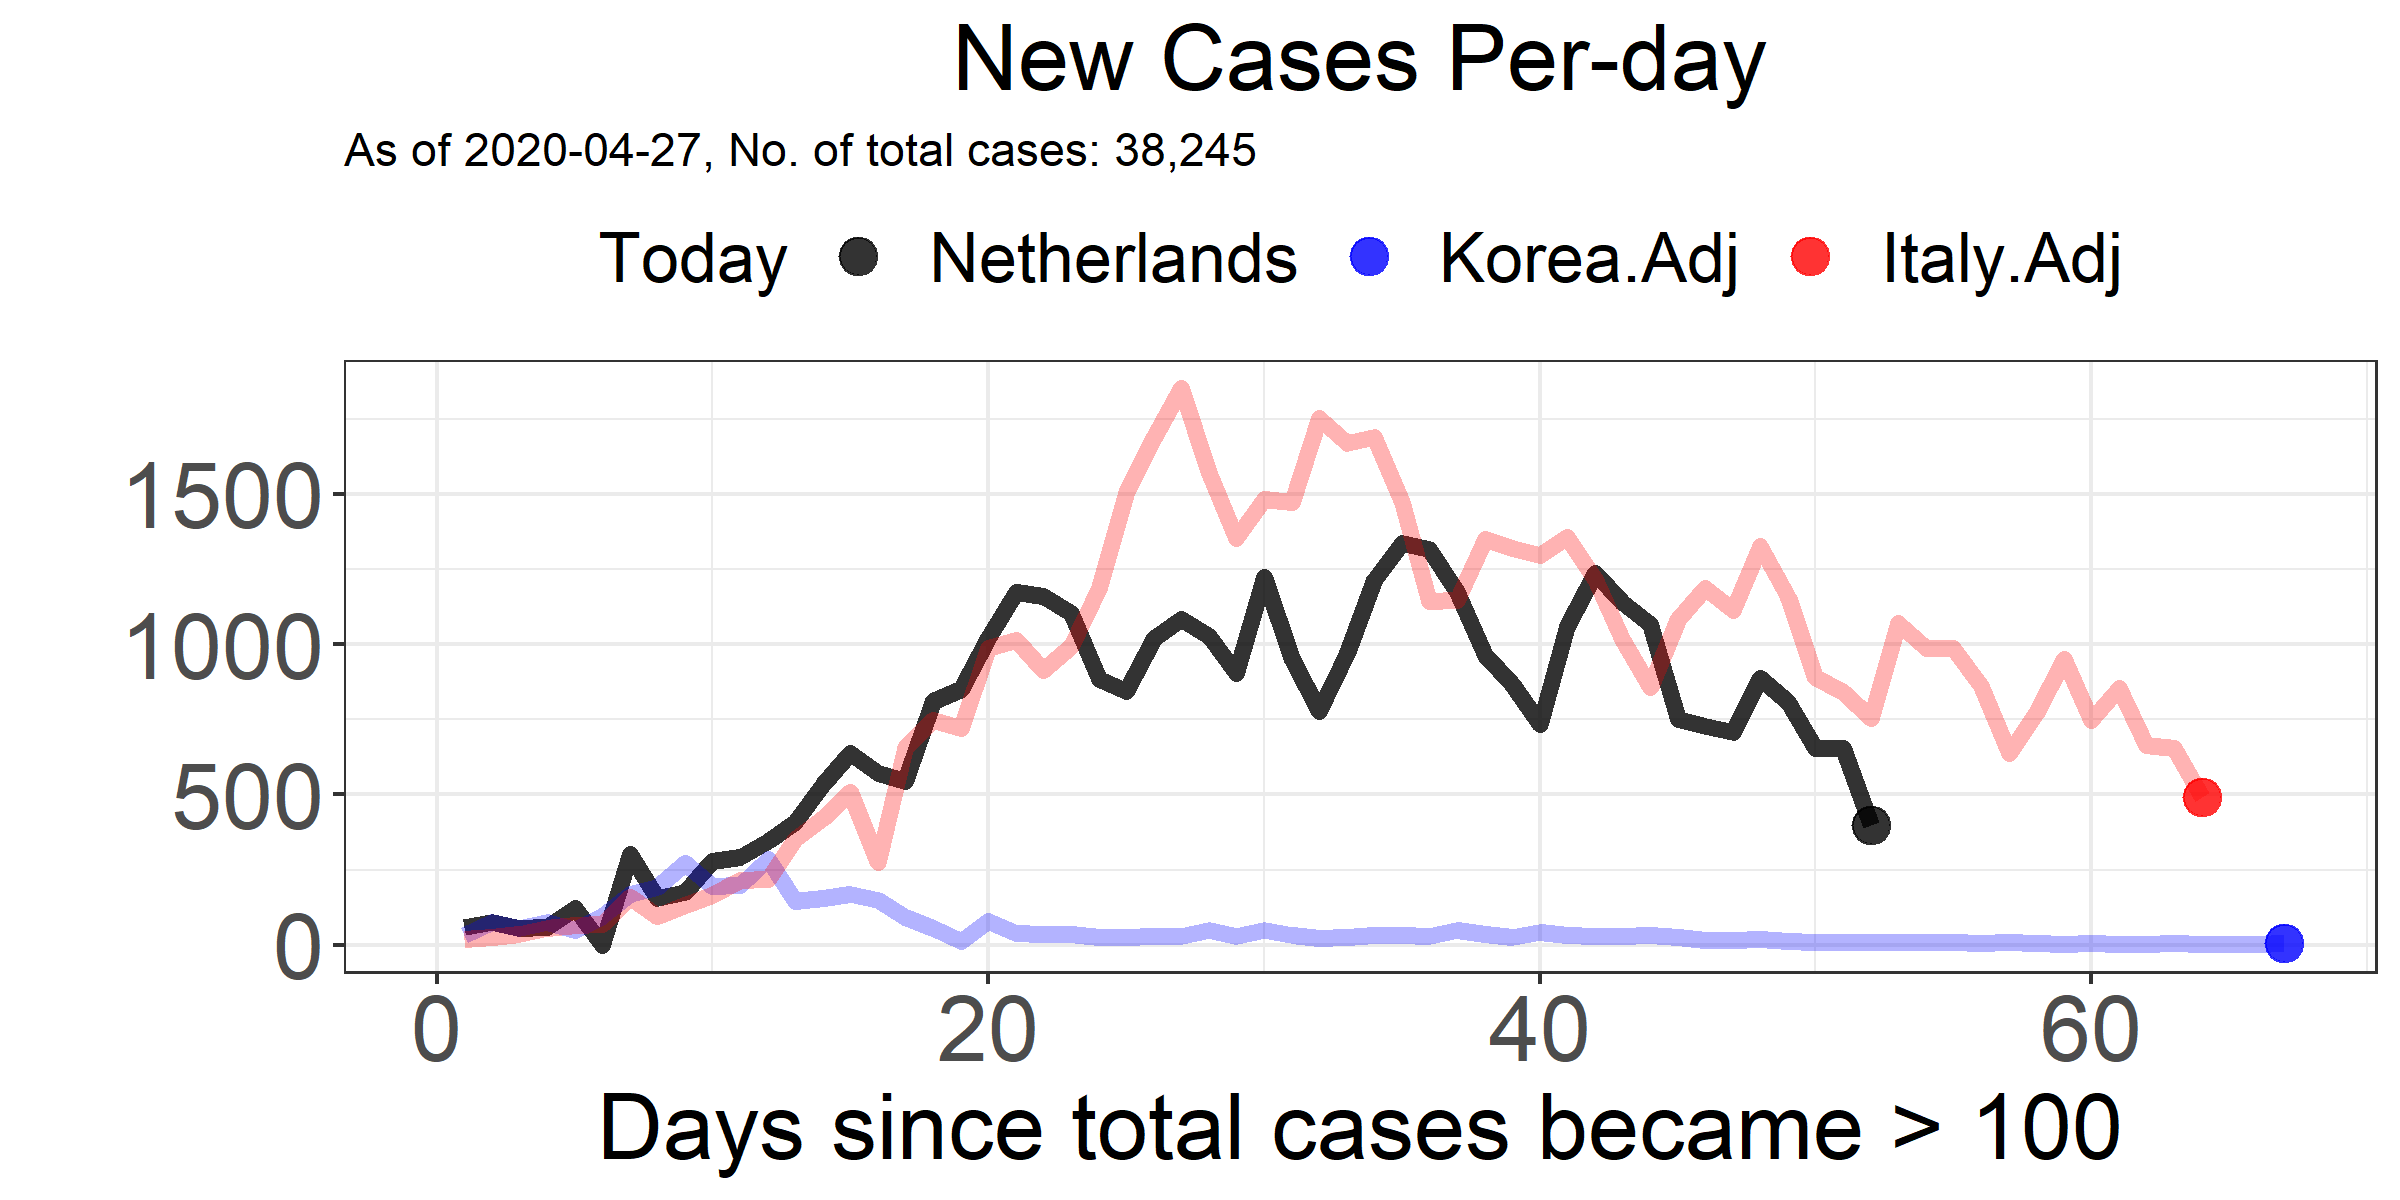 New Cases Per-day
As of 2020-04-27, No. of total cases: 38,245
Today Netherlands Korea.Adj Italy.Adj
1500
1000
500
0
0 20 40 60
Days since total cases became > 100